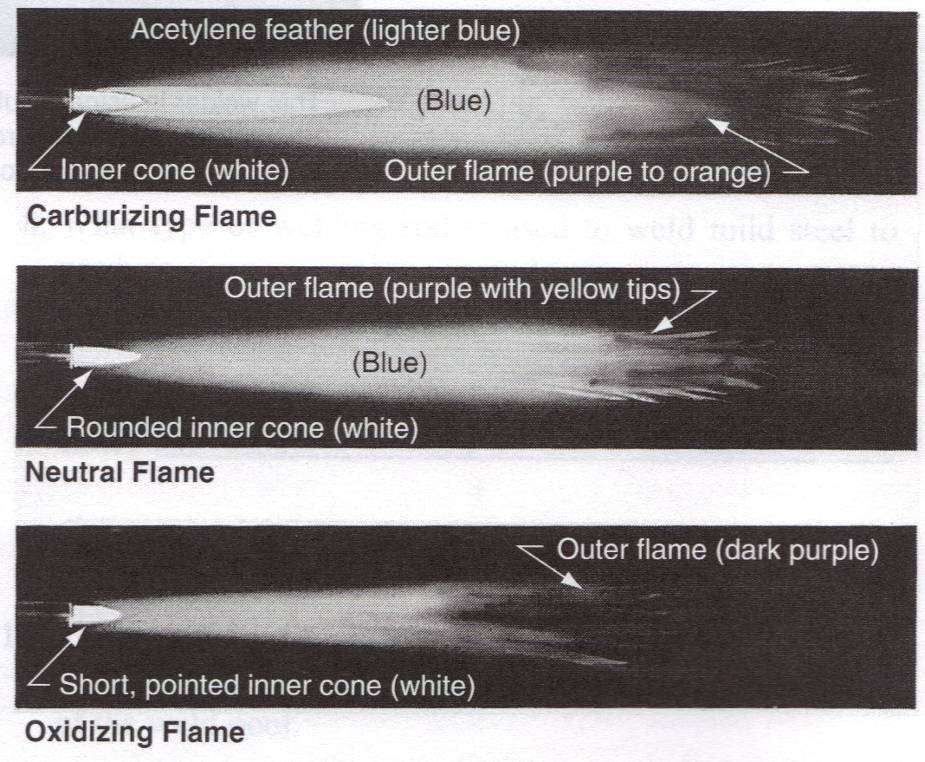 Acetylene feather (lighter blue)
(Blue)
Inner cone (white)
Outer flame (purple to orange)
Carburizing Flame
Outer flame (purple with yellow tips)
(Blue)
Rounded inner cone (white)
Neutral Flame
Outer flame (dark purple)
Short, pointed inner cone (white)
Oxidizing Flame